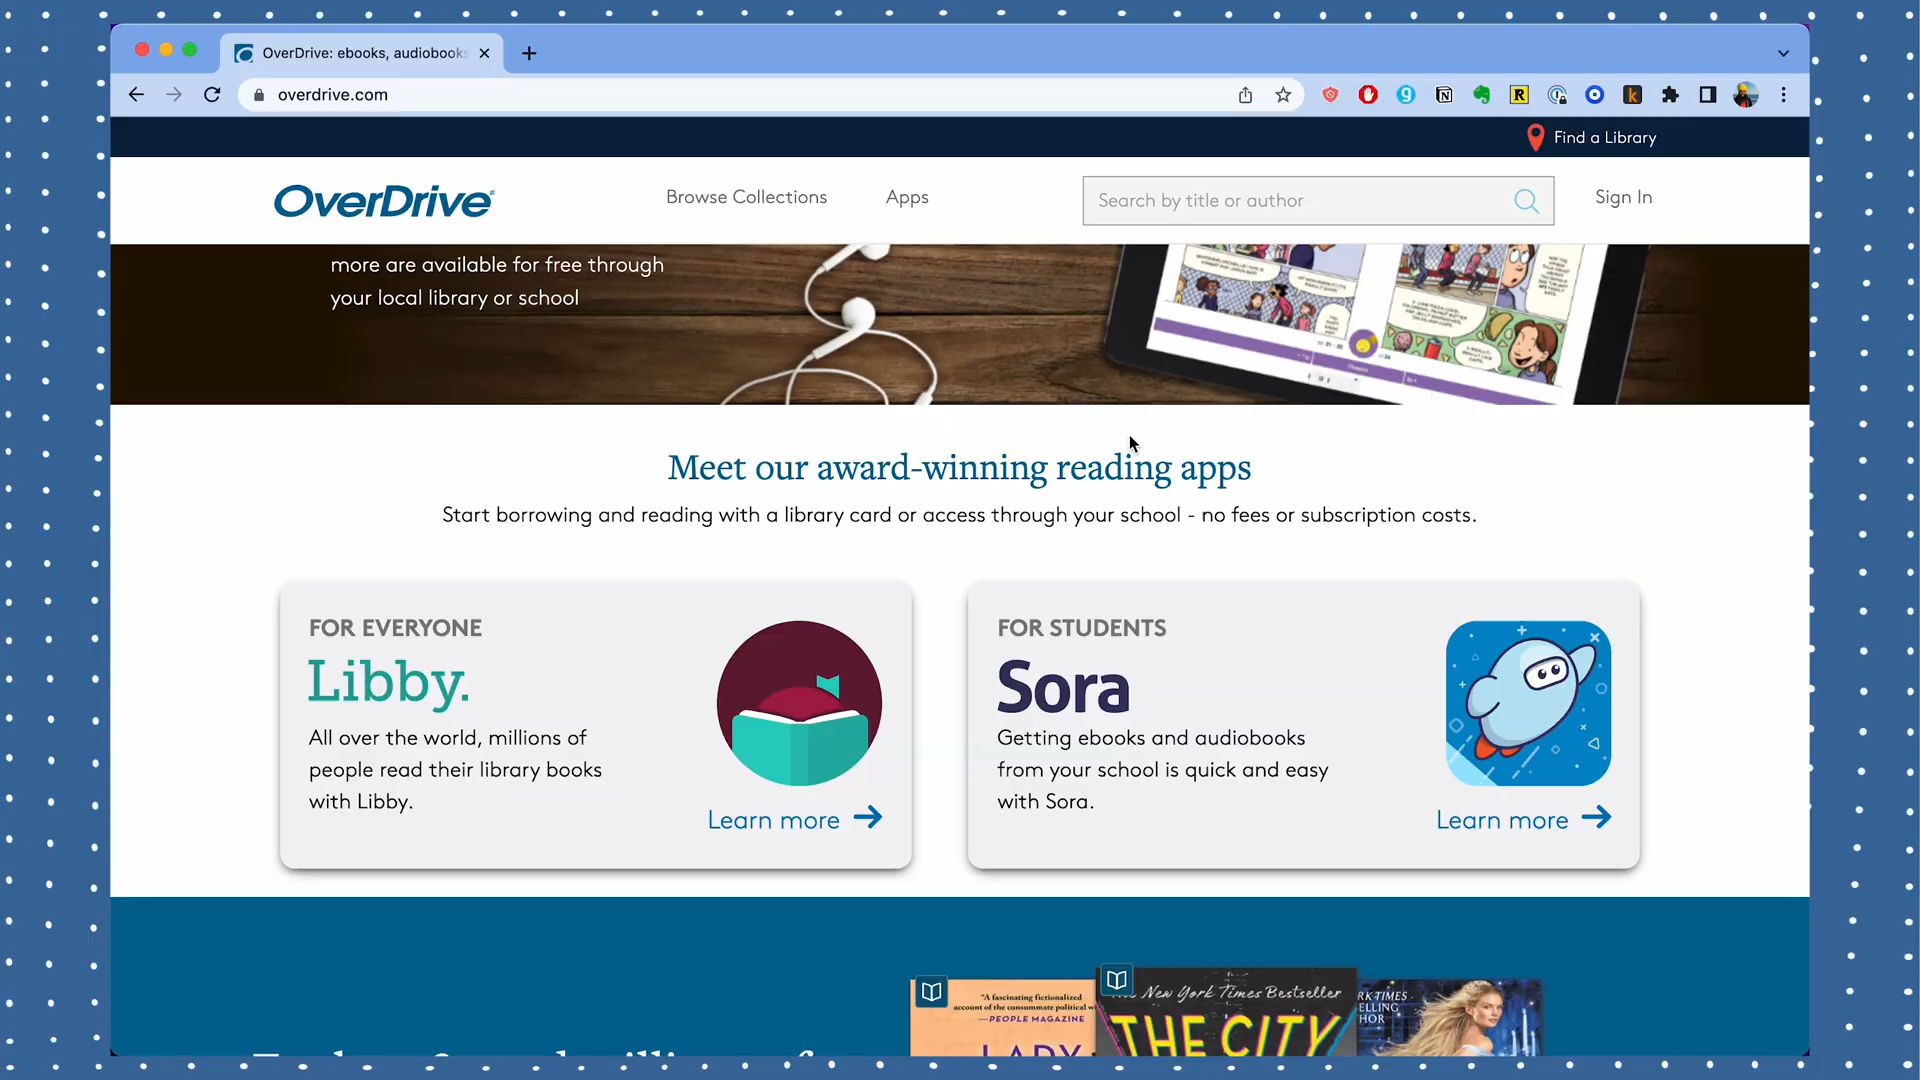 OverDrive: ebooks, audiobooks
overdrive.com
Find a Library
OverDrive
Browse Collections
Apps
Search by title or author
Sign In
more are available for free through
your local library or school
Meet our award-winning reading apps
Start borrowing and reading with a library card or access through your school - no fees or subscription costs.
FOR EVERYONE
Libby.
All over the world, millions of
people read their library books
with Libby.
Learn more
FOR STUDENTS
Sora
Getting ebooks and audiobooks
from your school is quick and easy
with Sora.
Learn more
"A fascinating fictionalized
account of the consummate political w
—PEOPLE MAGAZINE
LADY
New York Times Bestseller
THE CITY
RK TIMES
ELLING
HOR